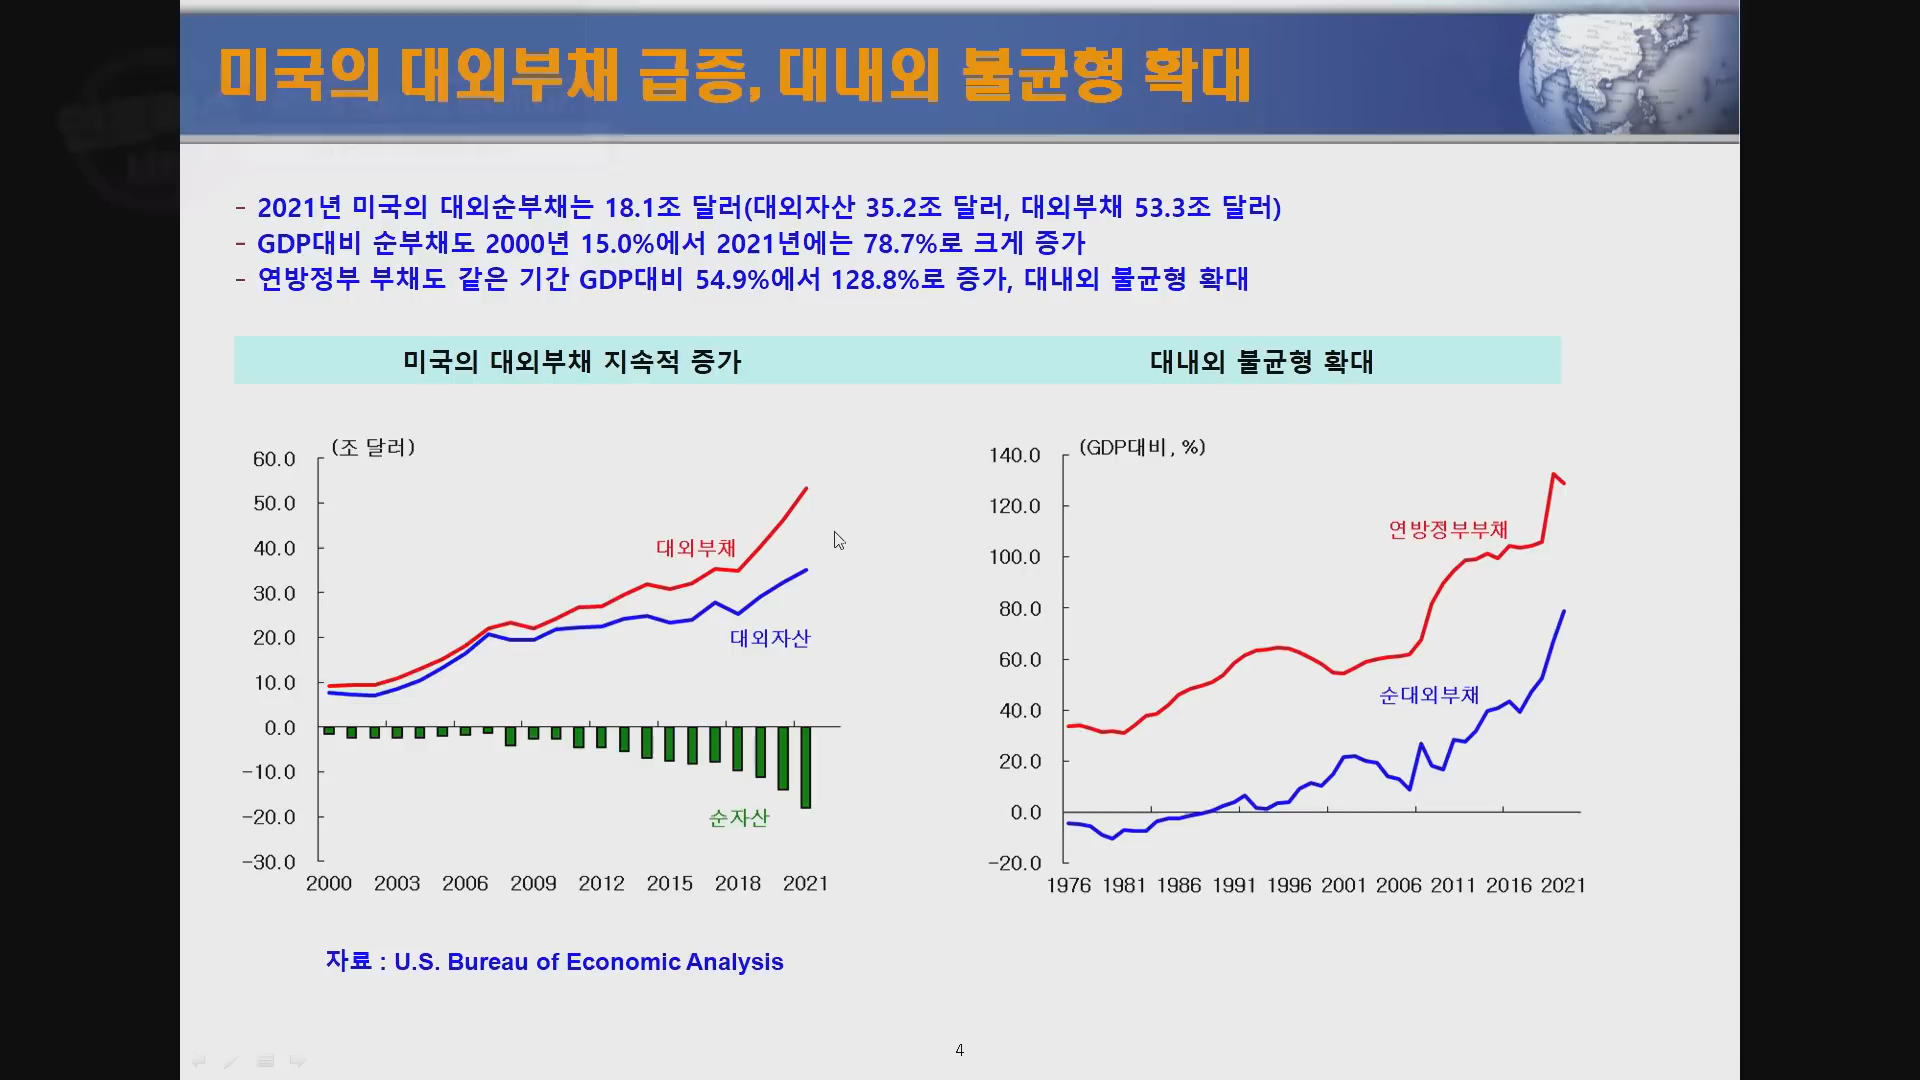 미국의 대외부채 급증, 대내외 불균형 확대
- 2021년 미국의 대외순부채는 18.1조 달러(대외자산 35.2조 달러, 대외부채 53.3조 달러)
- GDP대비 순부채도 2000년 15.0%에서 2021년에는 78.7%로 크게 증가
- 연방정부 부채도 같은 기간 GDP대비 54.9%에서 128.8%로 증가, 대내외 불균형 확대
미국의 대외부채 지속적 증가
(조 달러)
60.0
50.0
40.0
30.0
20.0
10.0
0.0
-10.0
-20.0
-30.0
대외부채
대외자산
순자산
2000 2003 2006 2009 2012 2015 2018 2021
대내외 불균형 확대
(GDP대비, %)
140.0
120.0
100.0
80.0
60.0
40.0
20.0
0.0
-20.0
연방정부부채
순대외부채
1976 1981 1986 1991 1996 2001 2006 2011 2016 2021
자료 : U.S. Bureau of Economic Analysis
4